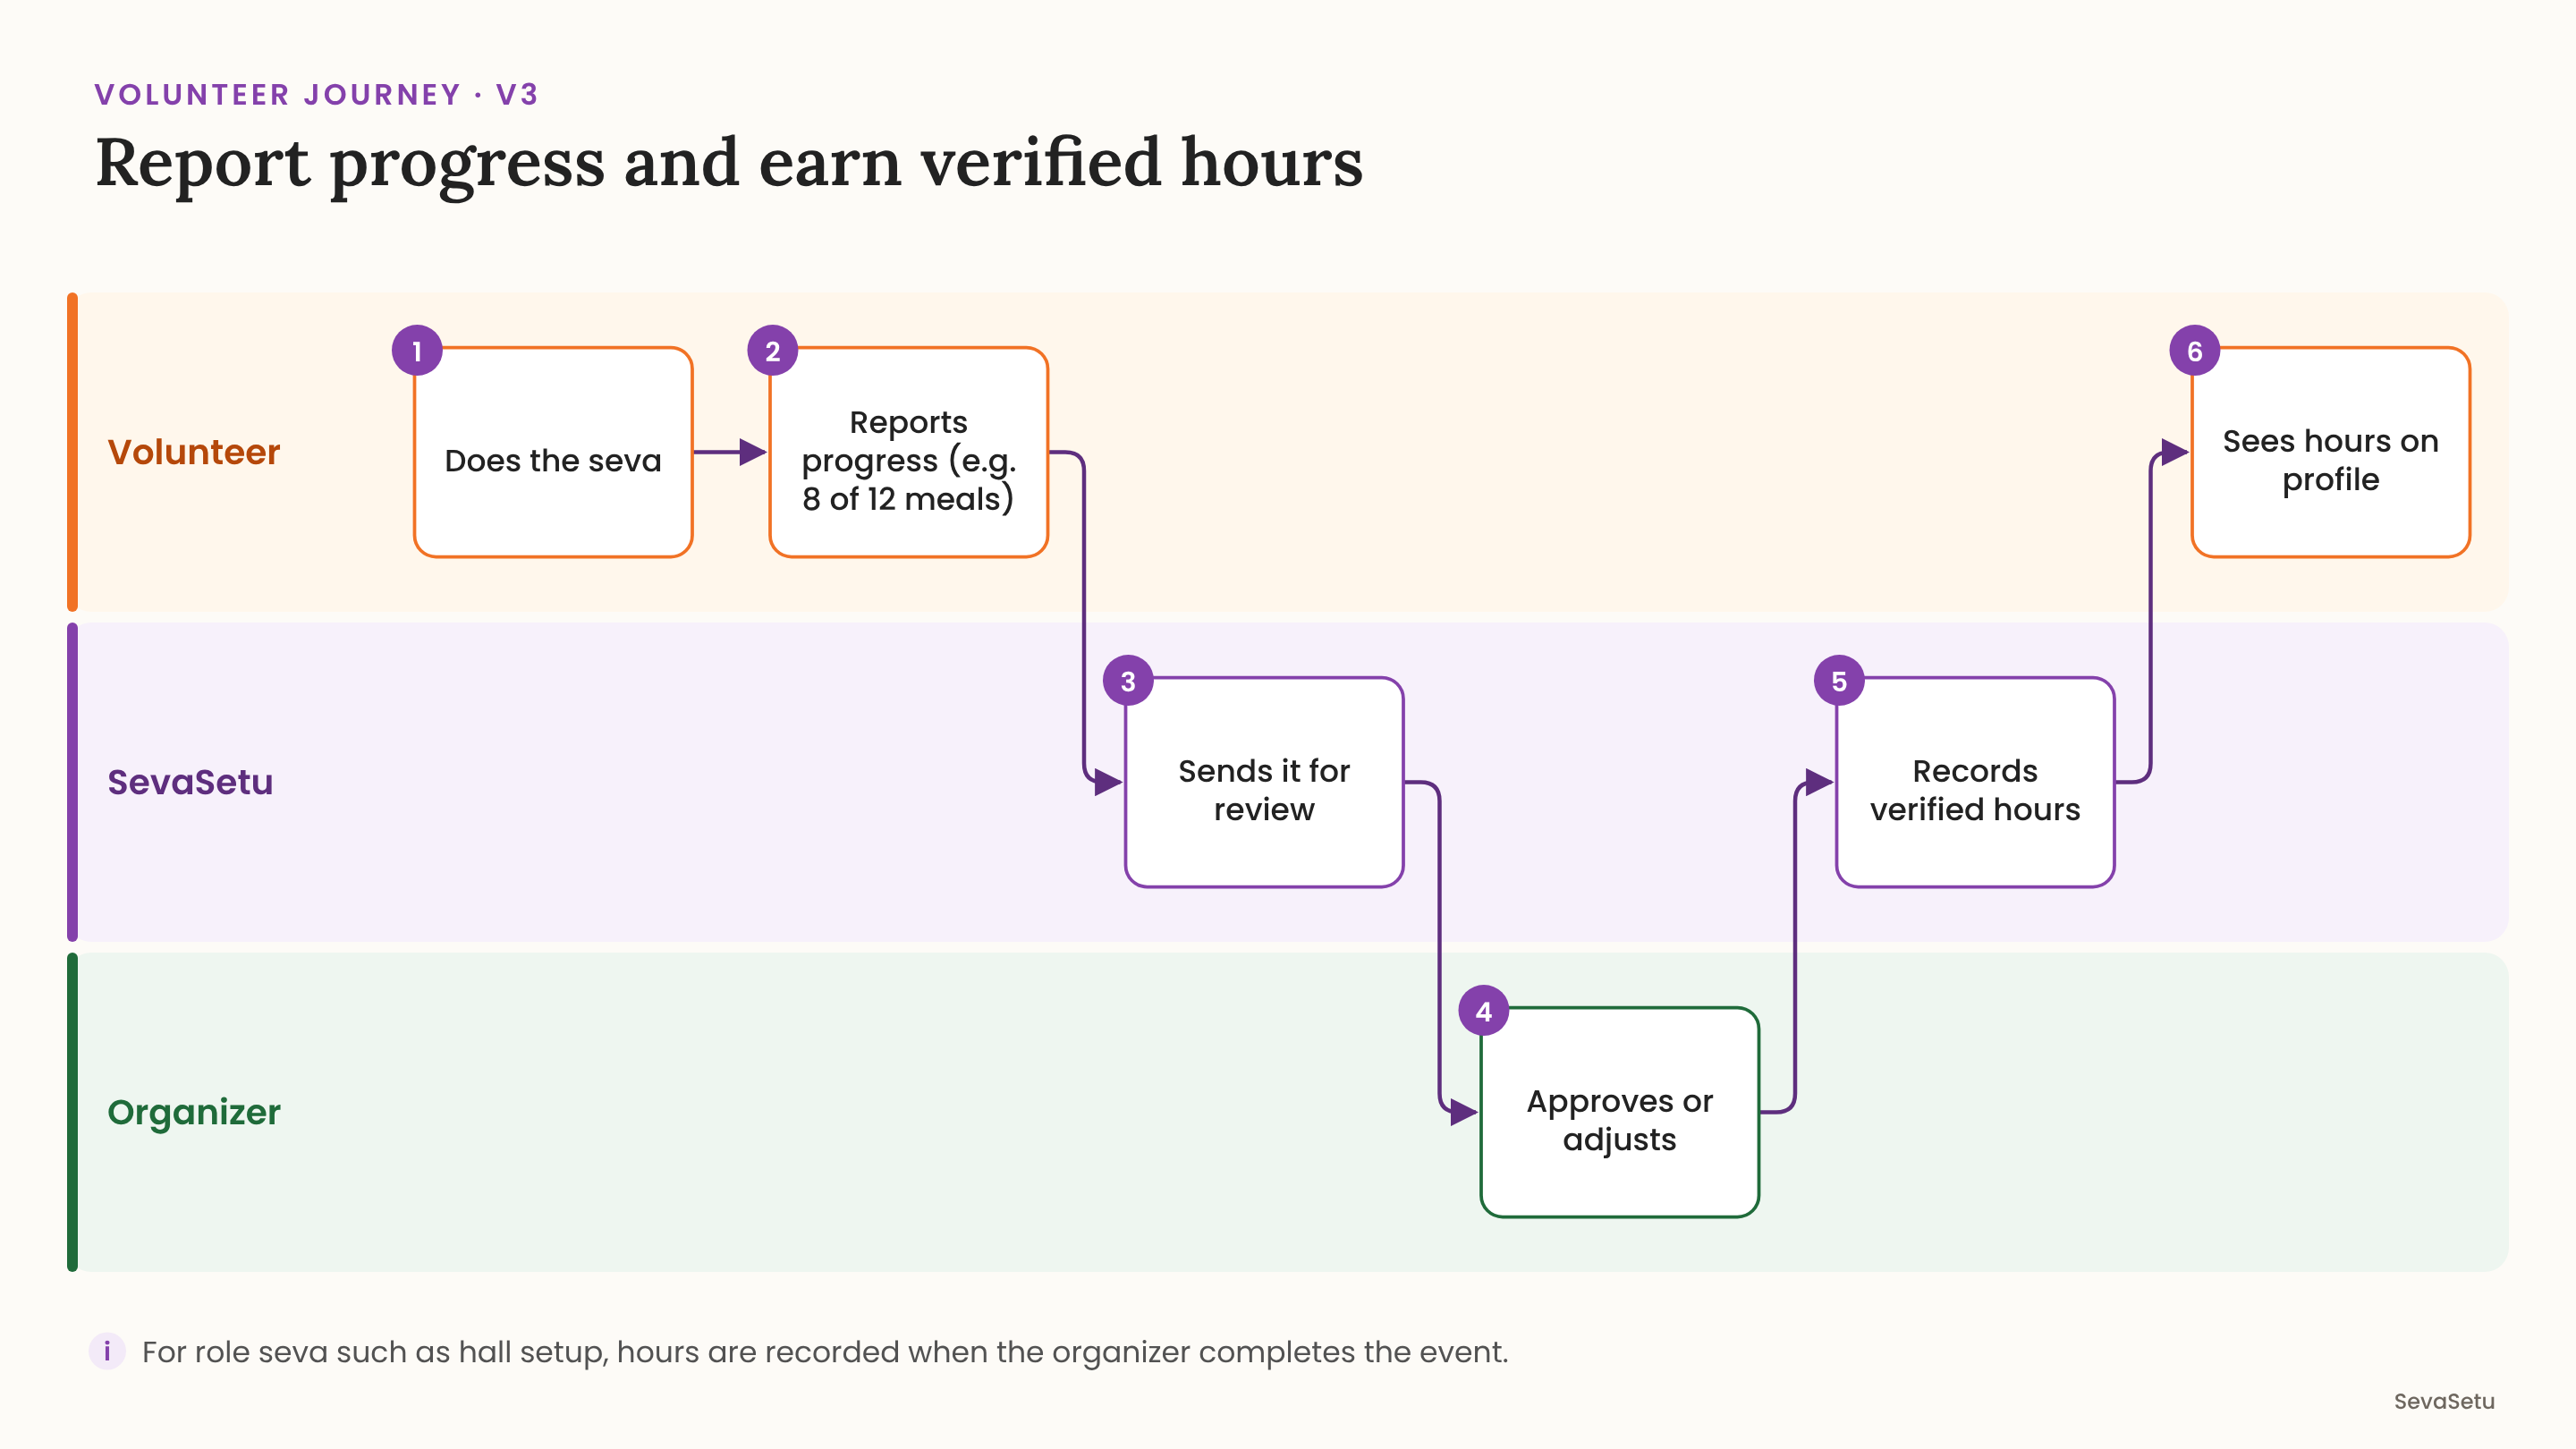 VOLUNTEER JOURNEY · V3
Report progress and earn verified hours
Volunteer
1
Does the seva
2
Reports
progress (e.g.
8 of 12 meals)
6
Sees hours on
profile
SevaSetu
3
Sends it for
review
5
Records
verified hours
Organizer
4
Approves or
adjusts
i For role seva such as hall setup, hours are recorded when the organizer completes the event.
SevaSetu